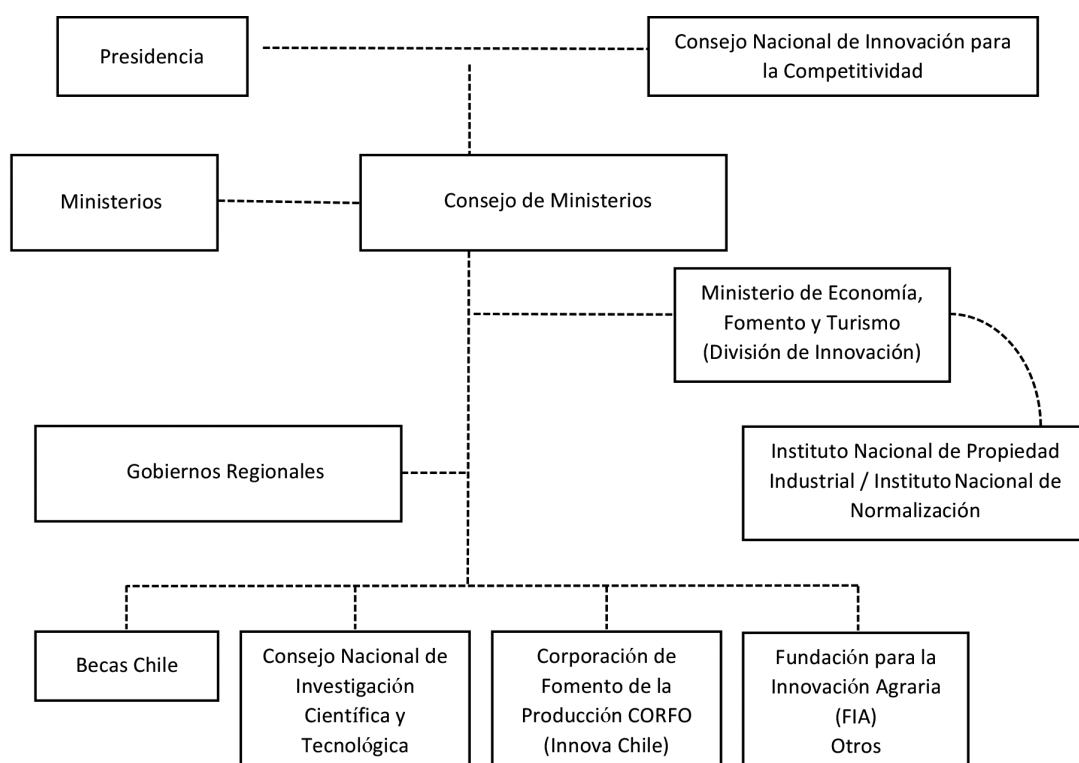 Presidencia
Consejo Nacional de Innovación para
la Competitividad
Ministerios
Consejo de Ministerios
Ministerio de Economía,
Fomento y Turismo
(División de Innovación)
Gobiernos Regionales
Instituto Nacional de Propiedad
Industrial / Instituto Nacional de
Normalización
Becas Chile
Consejo Nacional de
Investigación
Científica y
Tecnológica
Corporación de
Fomento de la
Producción CORFO
(Innova Chile)
Fundación para la
Innovación Agraria
(FIA)
Otros